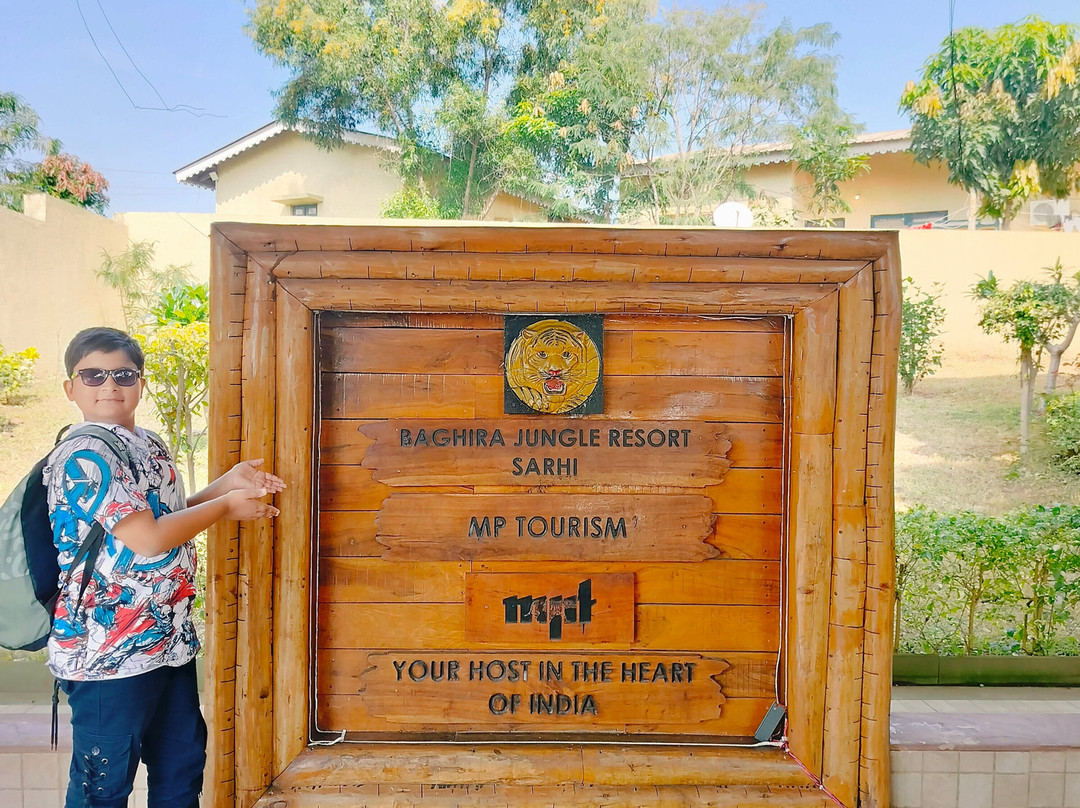 BAGHIRA JUNGLE RESORT
SARHI
MP TOURISM
mpt
YOUR HOST IN THE HEART
OF INDIA